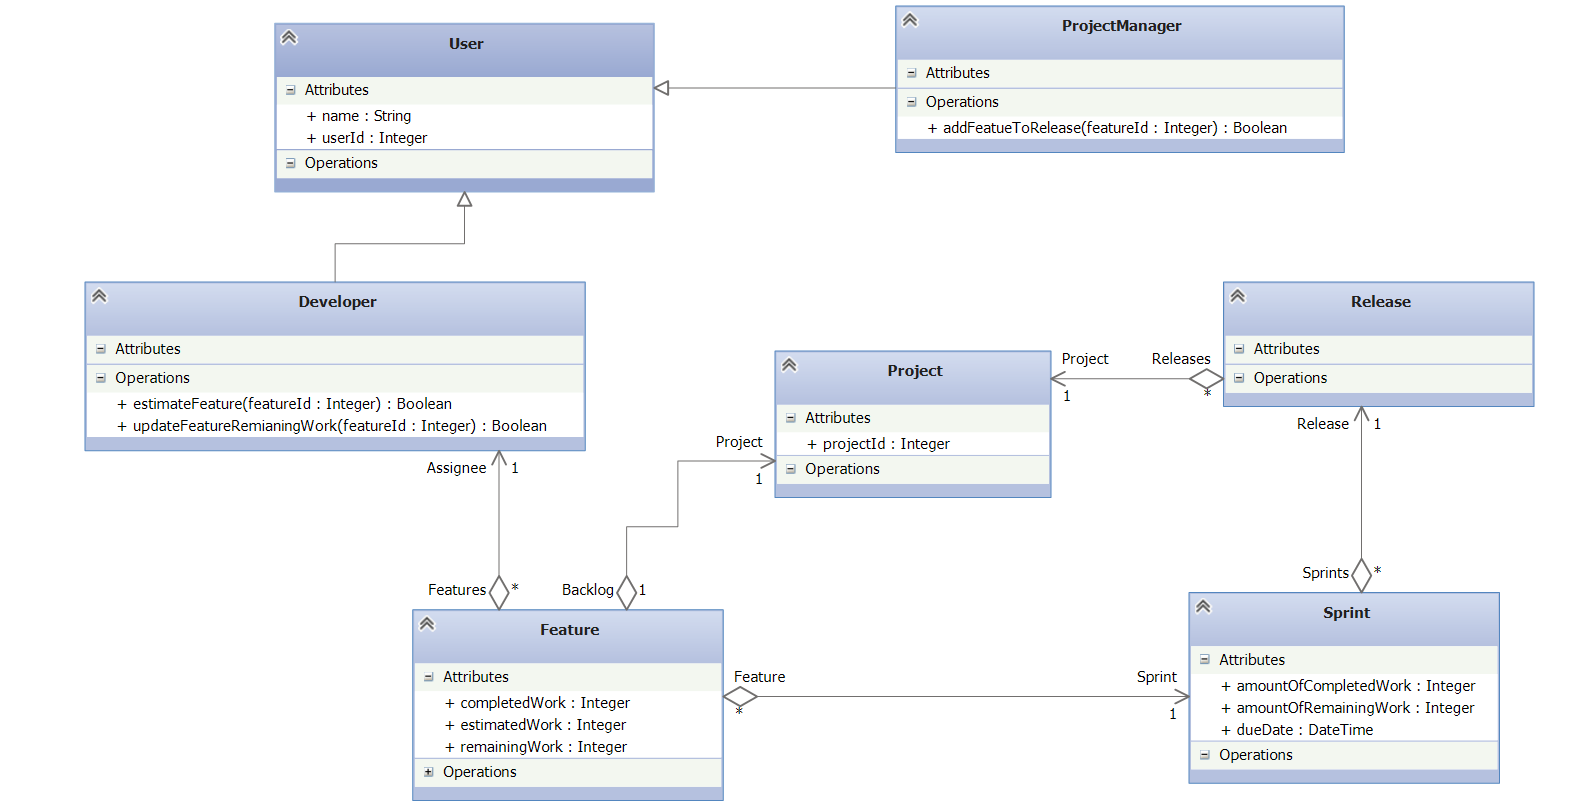 User
Attributes
+ name : String
+ userId : Integer
Operations
ProjectManager
Attributes
Operations
+ addFeatueToRelease(featureId : Integer) : Boolean
Developer
Attributes
Operations
+ estimateFeature(featureId : Integer) : Boolean
+ updateFeatureRemianingWork(featureId : Integer) : Boolean
Project
Attributes
+ projectId : Integer
Operations
Release
Attributes
Operations
Project
1
Releases
*
Release
1
Project
1
Assignee
1
Features
*
Backlog
1
Sprints
*
Feature
Attributes
+ completedWork : Integer
+ estimatedWork : Integer
+ remainingWork : Integer
Operations
Feature
*
Sprint
1
Sprint
Attributes
+ amountOfCompletedWork : Integer
+ amountOfRemainingWork : Integer
+ dueDate : DateTime
Operations